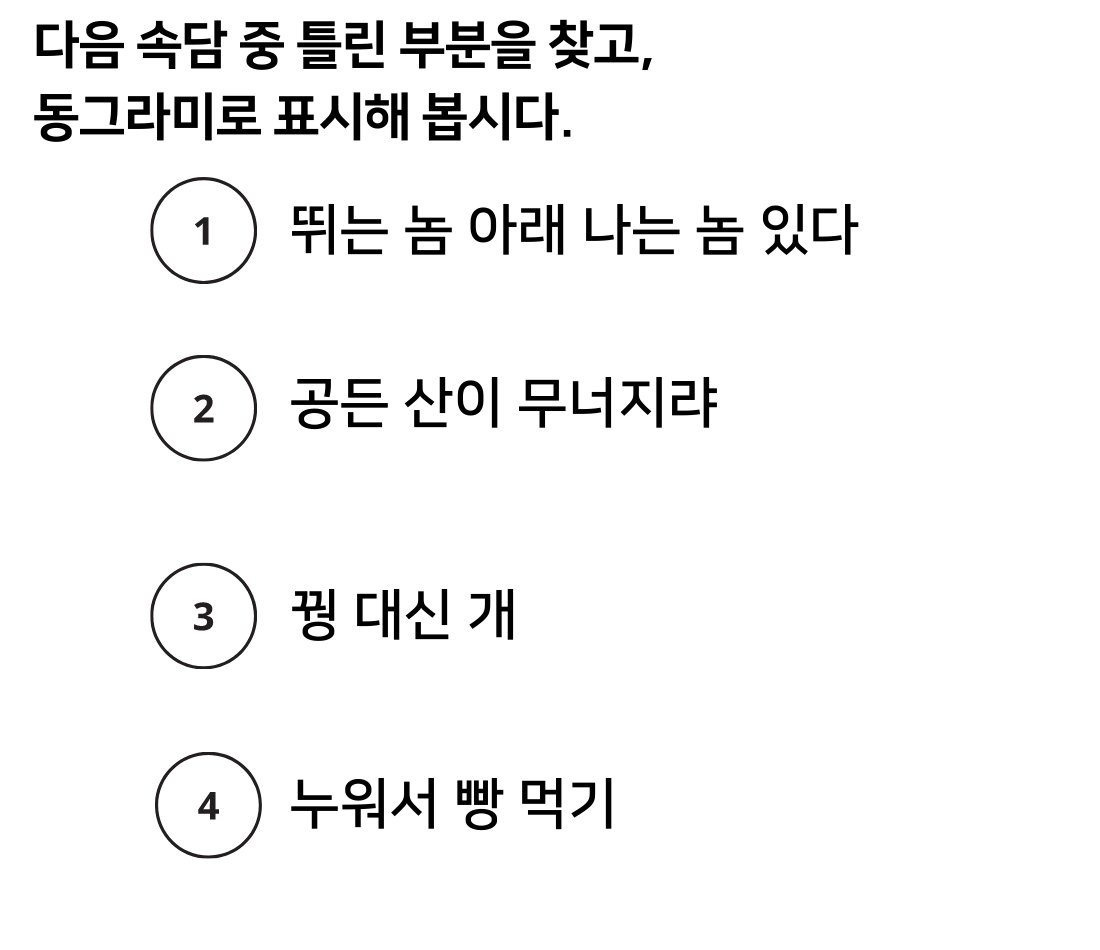 다음 속담 중 틀린 부분을 찾고,
동그라미로 표시해 봅시다.
1 뛰는 놈 아래 나는 놈 있다
2 공든 산이 무너지랴
3 꿩 대신 개
4 누워서 빵 먹기